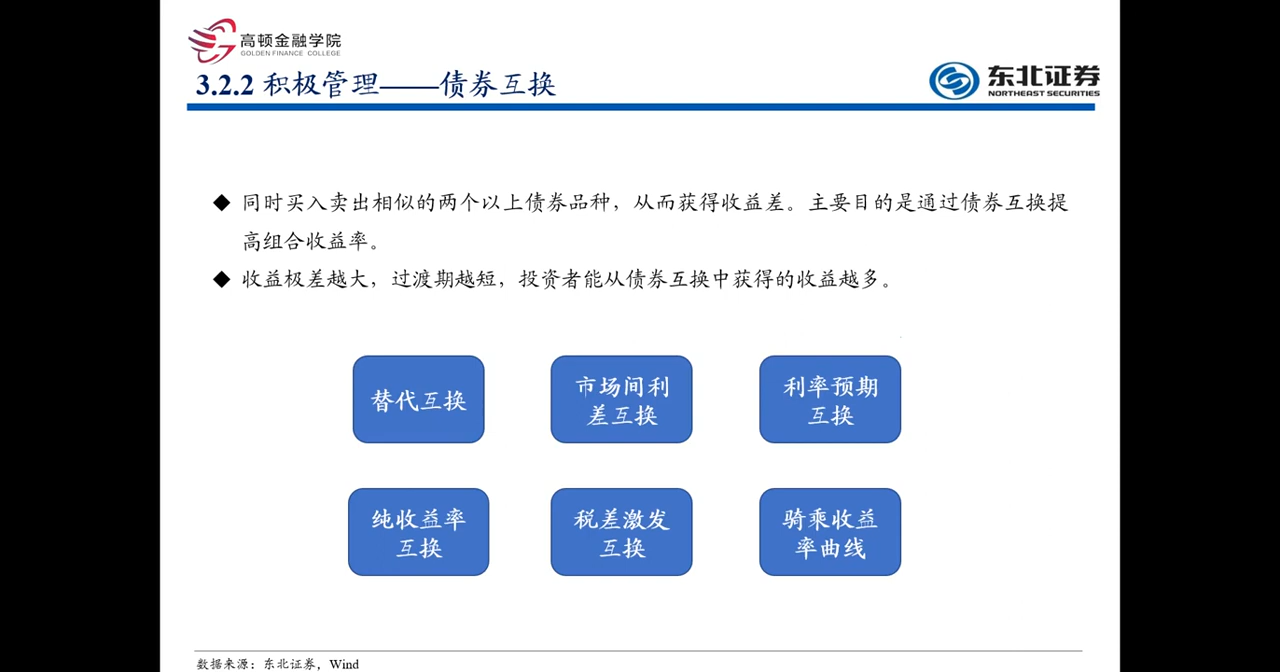 高顿金融学院
GOLDEN FINANCE COLLEGE
3.2.2 积极管理——债券互换
东北证券
NORTHEAST SECURITIES
◆ 同时买入卖出相似的两个以上债券品种，从而获得收益差。主要目的是通过债券互换提
高组合收益率。
◆ 收益极差越大，过渡期越短，投资者能从债券互换中获得的收益越多。
替代互换
市场间利
差互换
利率预期
互换
纯收益率
互换
税差激发
互换
骑乘收益
率曲线
数据来源：东北证券，Wind